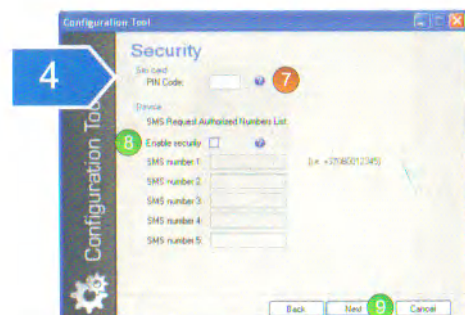 Configuration Tool
4
Configuration Tool
Security
Sim card
PIN Code:
7
Device
SMS Request Authorized Numbers List.
8
Enable security
SMS number 1:
(i.e. +37060012345)
SMS number 2:
SMS number 3:
SMS number 4:
SMS number 5:
Back
Next
9
Cancel